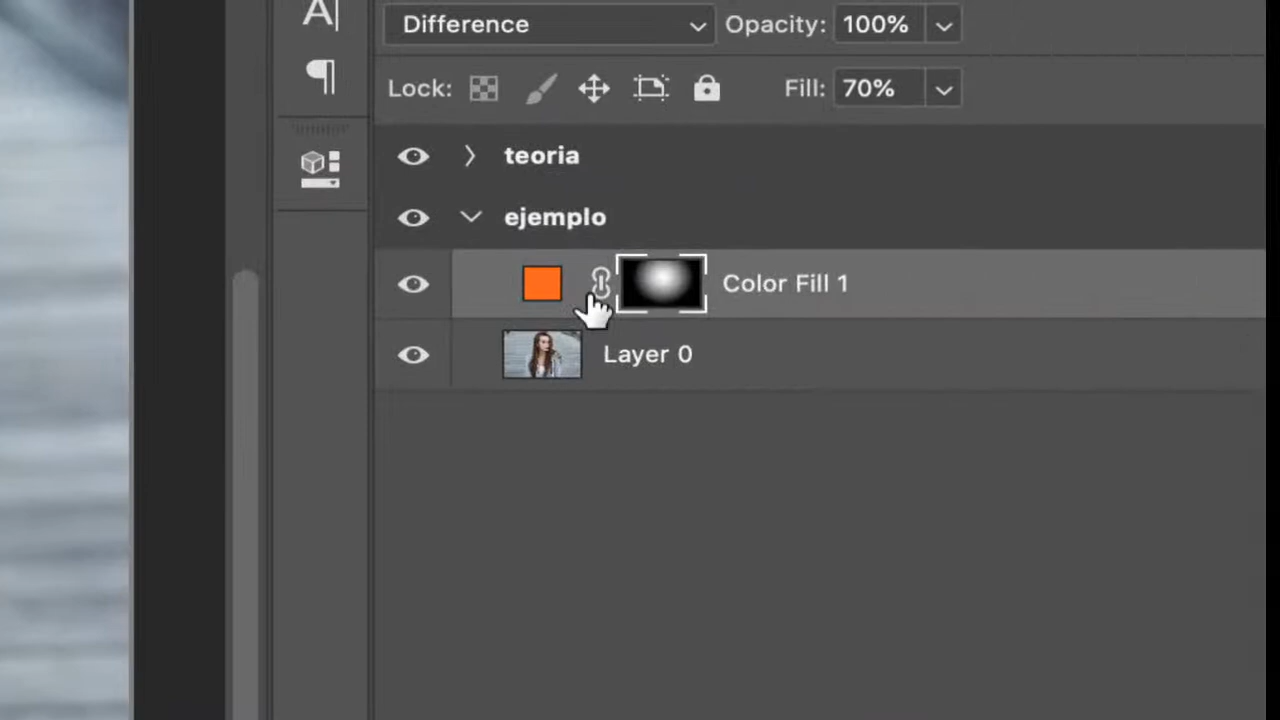 A|
Difference Opacity: 100%
Lock: Fill: 70%
teoria
ejemplo
Color Fill 1
Layer 0